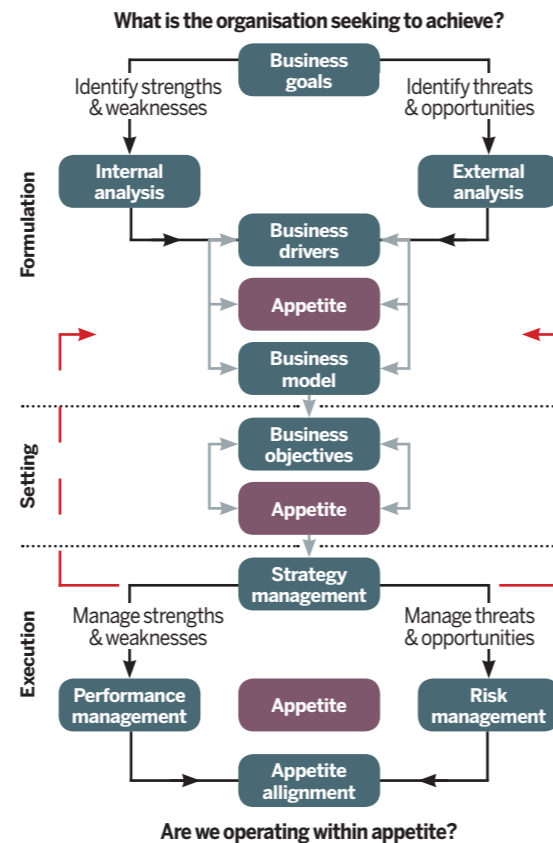 What is the organisation seeking to achieve?
Business
goals
Identify strengths
& weaknesses
Identify threats
& opportunities
Internal
analysis
External
analysis
Formulation
Business
drivers
Appetite
Business
model
Setting
Business
objectives
Appetite
Execution
Strategy
management
Manage strengths
& weaknesses
Manage threats
& opportunities
Performance
management
Appetite
Risk
management
Appetite
allignment
Are we operating within appetite?